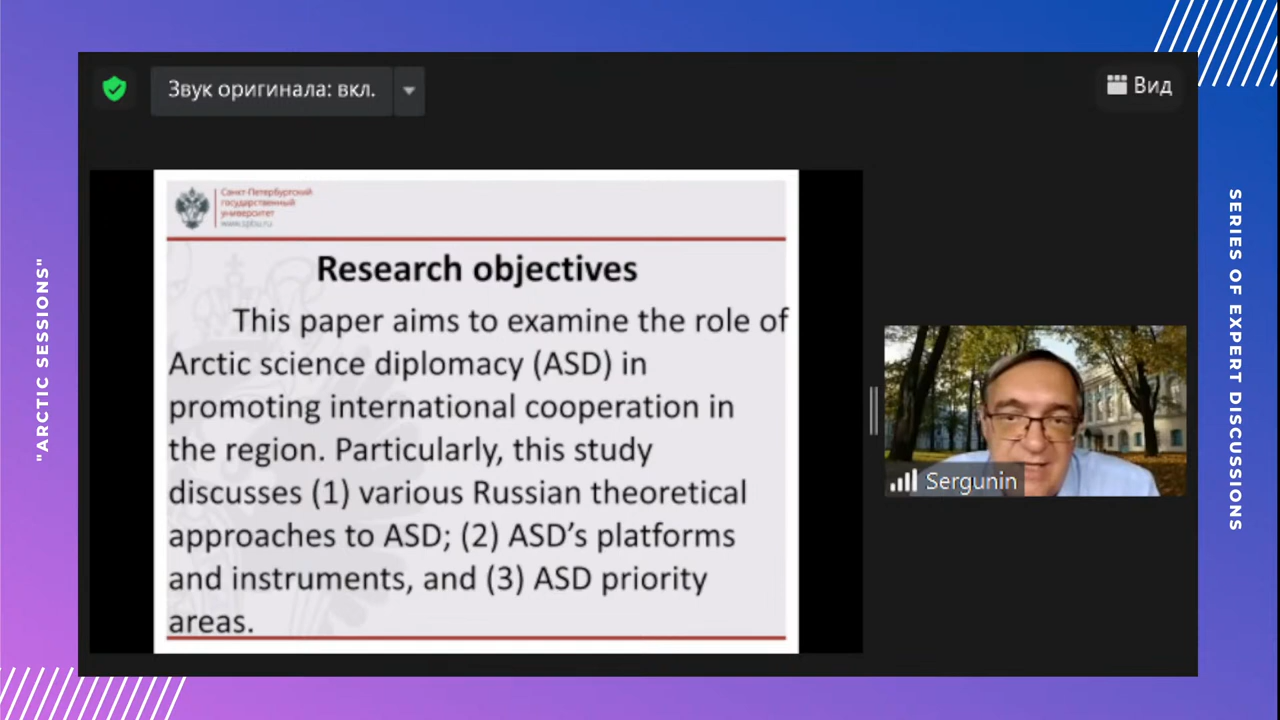 "ARCTIC SESSIONS"
Звук оригинала: вкл.
Вид
Санкт-Петербургский
государственный
университет
www.spbu.ru
Research objectives
This paper aims to examine the role of
Arctic science diplomacy (ASD) in
promoting international cooperation in
the region. Particularly, this study
discusses (1) various Russian theoretical
approaches to ASD; (2) ASD’s platforms
and instruments, and (3) ASD priority
areas.
Sergunin
SERIES OF EXPERT DISCUSSIONS